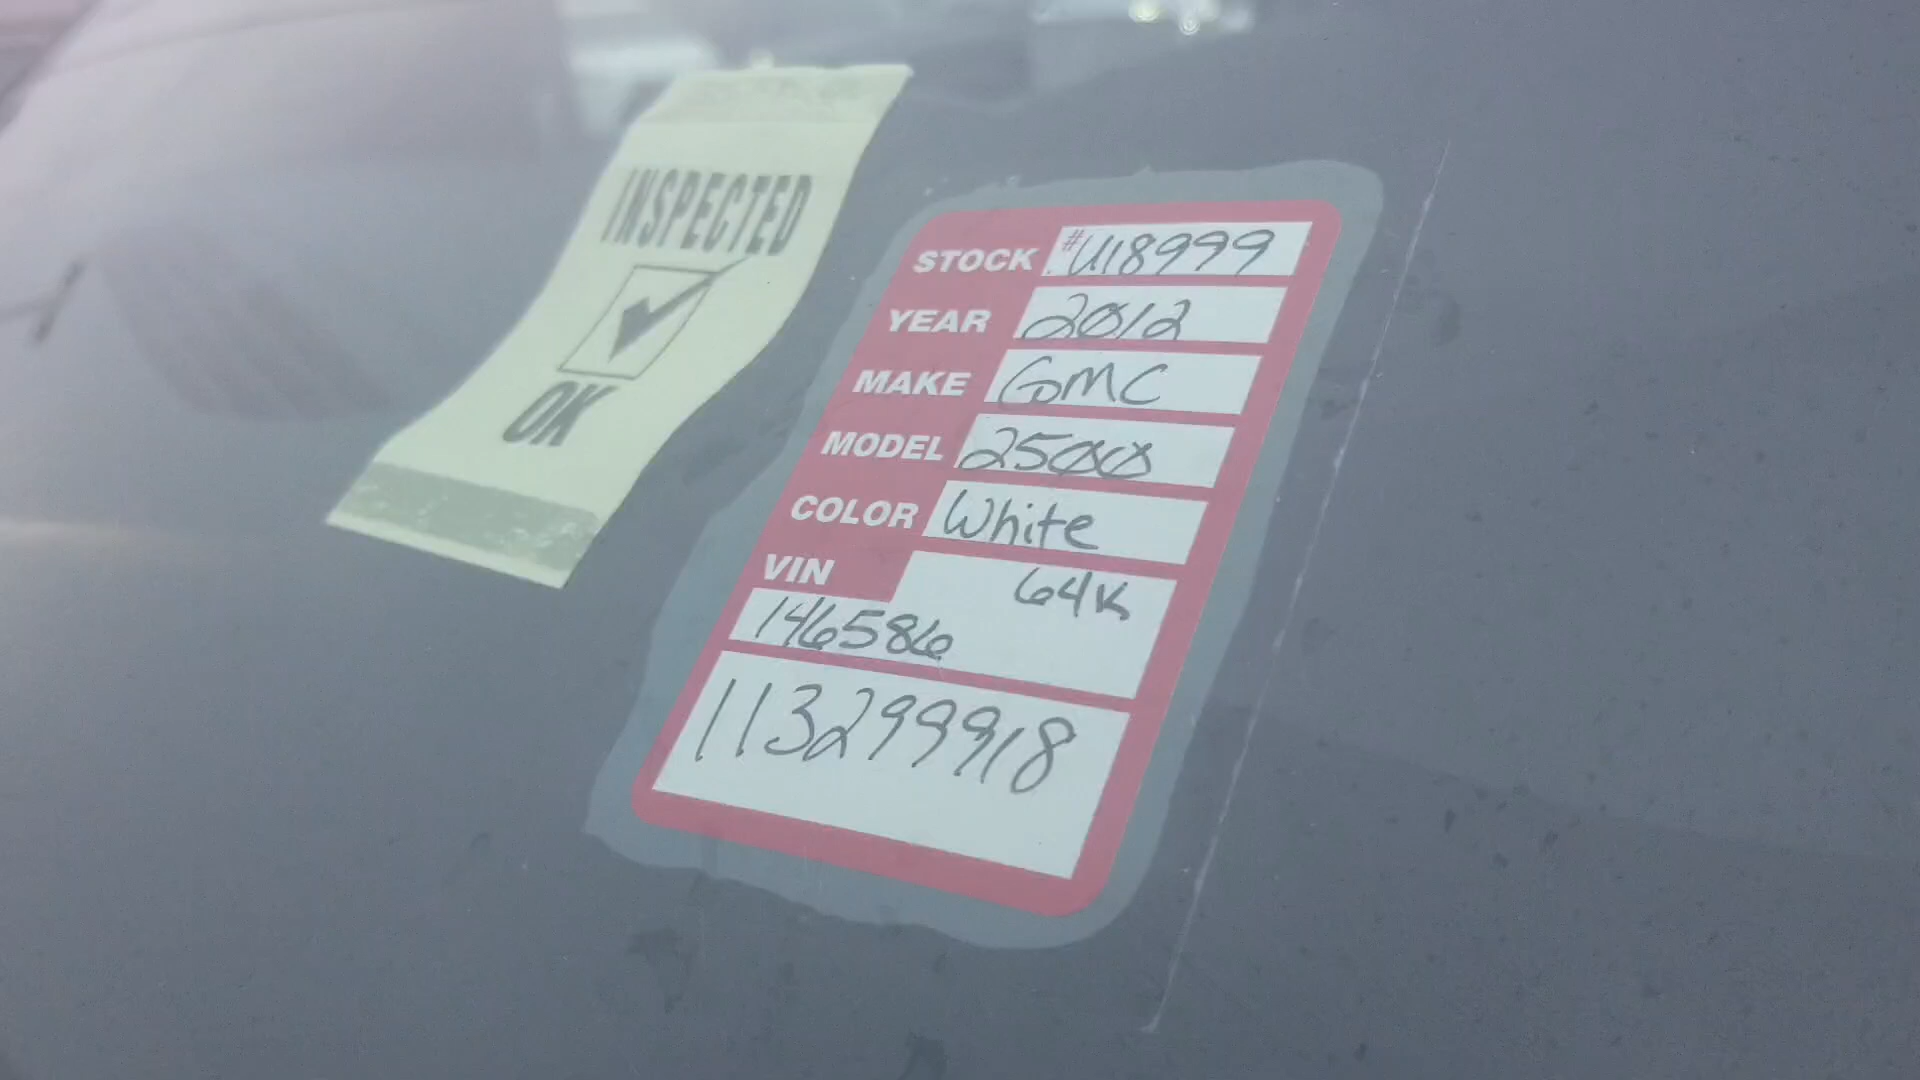 INSPECTED
OK
STOCK #U18999
YEAR 2012
MAKE GMC
MODEL 2500
COLOR White
VIN 64K
146586
113299918